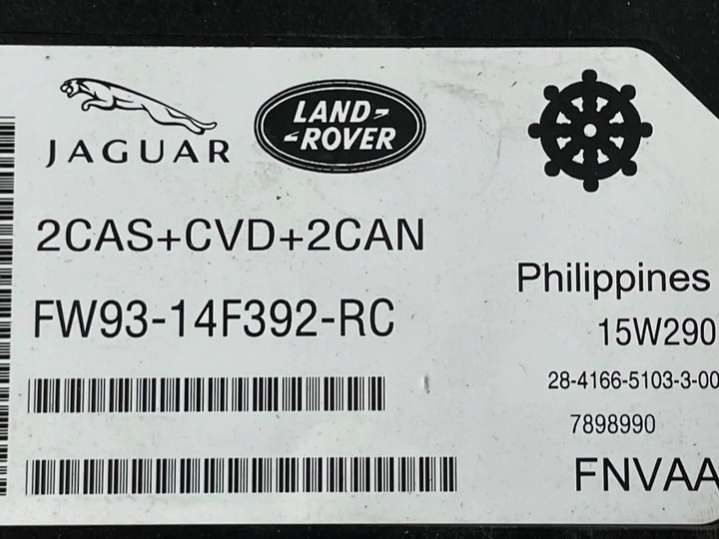 JAGUAR
LAND-
-ROVER
2CAS+CVD+2CAN
FW93-14F392-RC
Philippines
15W290
28-4166-5103-3-00
7898990
FNVAA